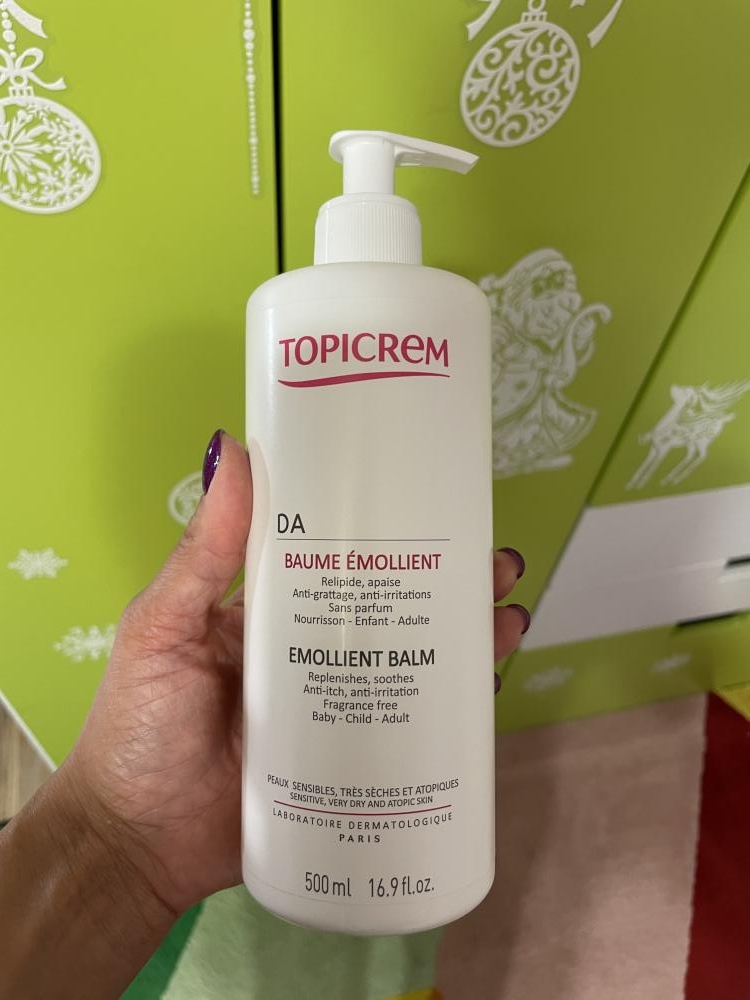 TOPICREM
DA
BAUME ÉMOLLIENT
Relipide, apaise
Anti-grattage, anti-irritations
Sans parfum
Nourrisson - Enfant - Adulte
EMOLLIENT BALM
Replenishes, soothes
Anti-itch, anti-irritation
Fragrance free
Baby - Child - Adult
PEAUX SENSIBLES, TRÈS SÈCHES ET ATOPIQUES
SENSITIVE, VERY DRY AND ATOPIC SKIN
LABORATOIRE DERMATOLOGIQUE
PARIS
500 ml 16.9 fl.oz.